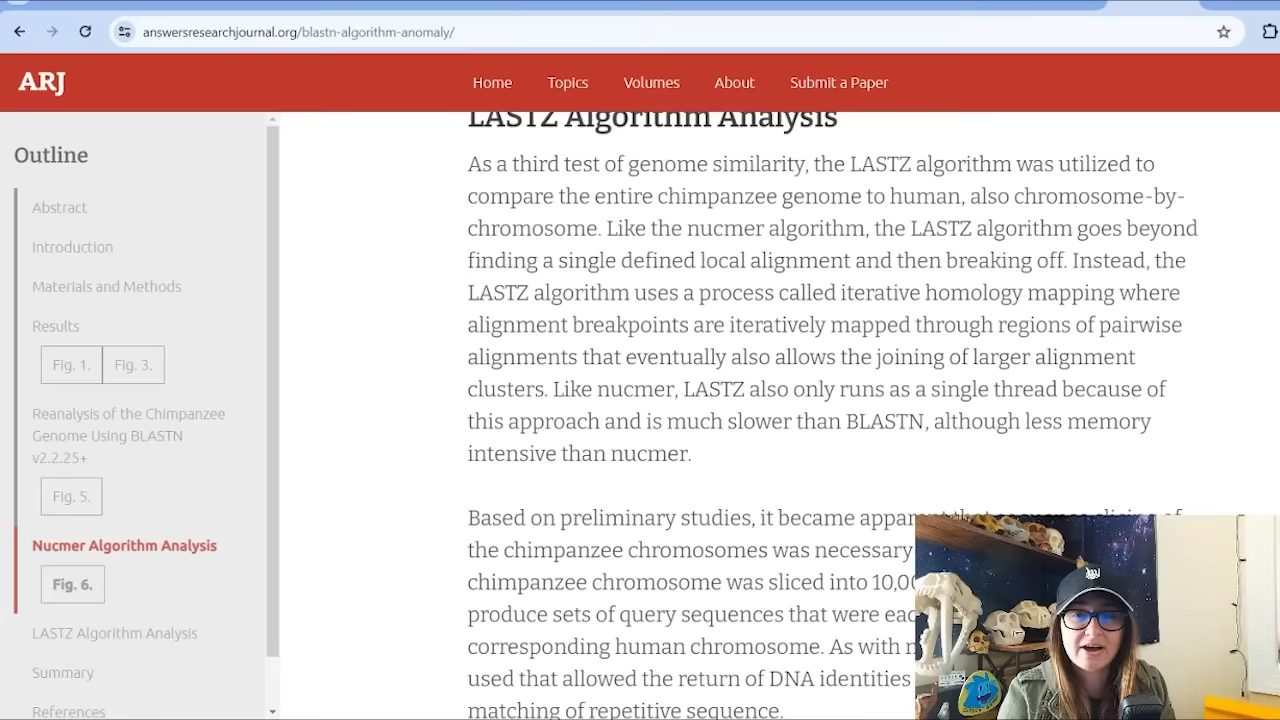 answersresearchjournal.org/blastn-algorithm-anomaly/
ARJ
Home
Topics
Volumes
About
Submit a Paper
Outline
Abstract
Introduction
Materials and Methods
Results
Fig. 1.
Fig. 3.
Reanalysis of the Chimpanzee
Genome Using BLASTN
v2.2.25+
Fig. 5.
Nucmer Algorithm Analysis
Fig. 6.
LASTZ Algorithm Analysis
Summary
References
LASTZ Algorithm Analysis
As a third test of genome similarity, the LASTZ algorithm was utilized to
compare the entire chimpanzee genome to human, also chromosome-by-
chromosome. Like the nucmer algorithm, the LASTZ algorithm goes beyond
finding a single defined local alignment and then breaking off. Instead, the
LASTZ algorithm uses a process called iterative homology mapping where
alignment breakpoints are iteratively mapped through regions of pairwise
alignments that eventually also allows the joining of larger alignment
clusters. Like nucmer, LASTZ also only runs as a single thread because of
this approach and is much slower than BLASTN, although less memory
intensive than nucmer.
Based on preliminary studies, it became of
the chimpanzee chromosomes was necessary
chimpanzee chromosome was sliced into
produce sets of query sequences that were
corresponding human chromosome. As with
used that allowed the return of DNA identities
matching of repetitive sequence.